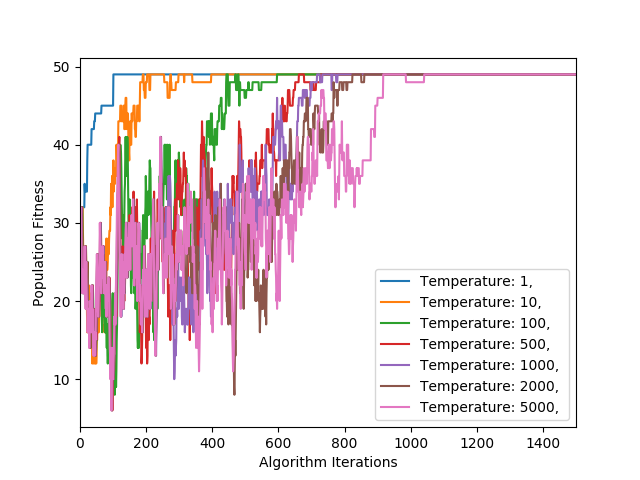 50
40
30
20
10
Population Fitness
0 200 400 600 800 1000 1200 1400
Algorithm Iterations
Temperature: 1,
Temperature: 10,
Temperature: 100,
Temperature: 500,
Temperature: 1000,
Temperature: 2000,
Temperature: 5000,